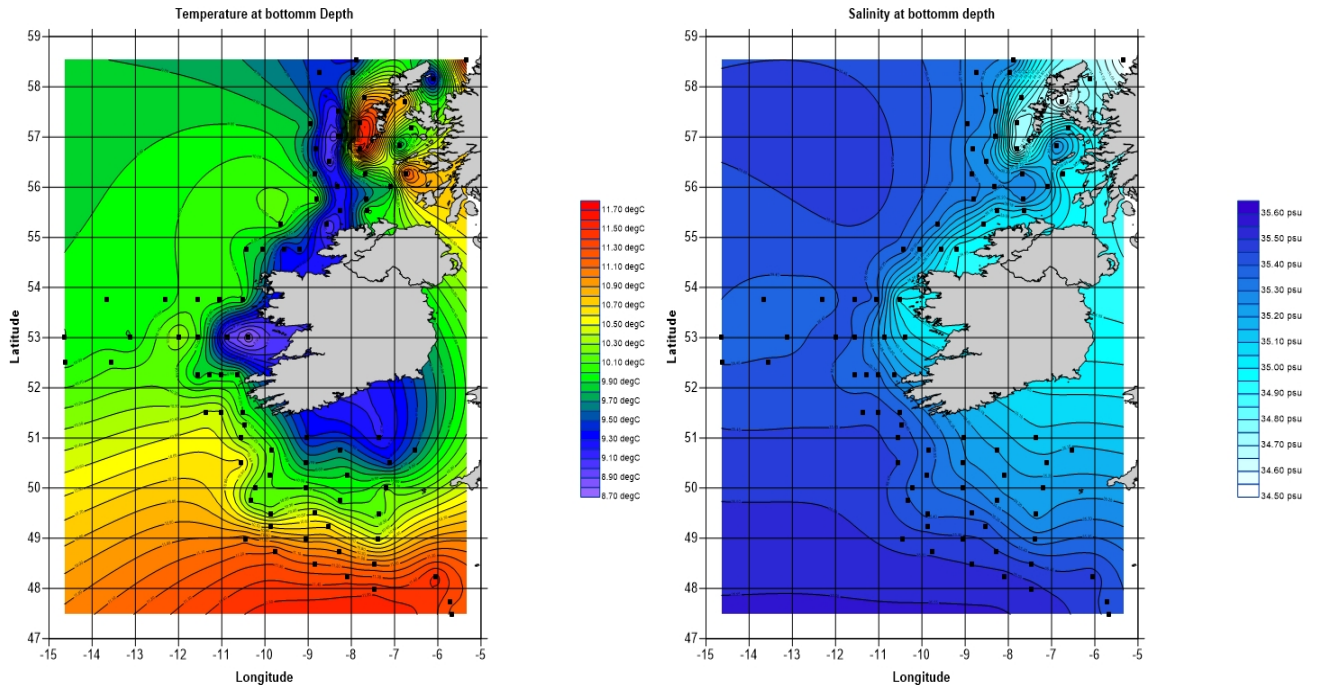 Temperature at bottomm Depth
59
58
57
56
55
54
53
52
51
50
49
48
47
-15 -14 -13 -12 -11 -10 -9 -8 -7 -6 -5
Latitude
Longitude
11.70 degC
11.50 degC
11.30 degC
11.10 degC
10.90 degC
10.70 degC
10.50 degC
10.30 degC
10.10 degC
9.90 degC
9.70 degC
9.50 degC
9.30 degC
9.10 degC
8.90 degC
8.70 degC
Salinity at bottomm depth
59
58
57
56
55
54
53
52
51
50
49
48
47
-15 -14 -13 -12 -11 -10 -9 -8 -7 -6 -5
Latitude
Longitude
35.60 psu
35.50 psu
35.40 psu
35.30 psu
35.20 psu
35.10 psu
35.00 psu
34.90 psu
34.80 psu
34.70 psu
34.60 psu
34.50 psu